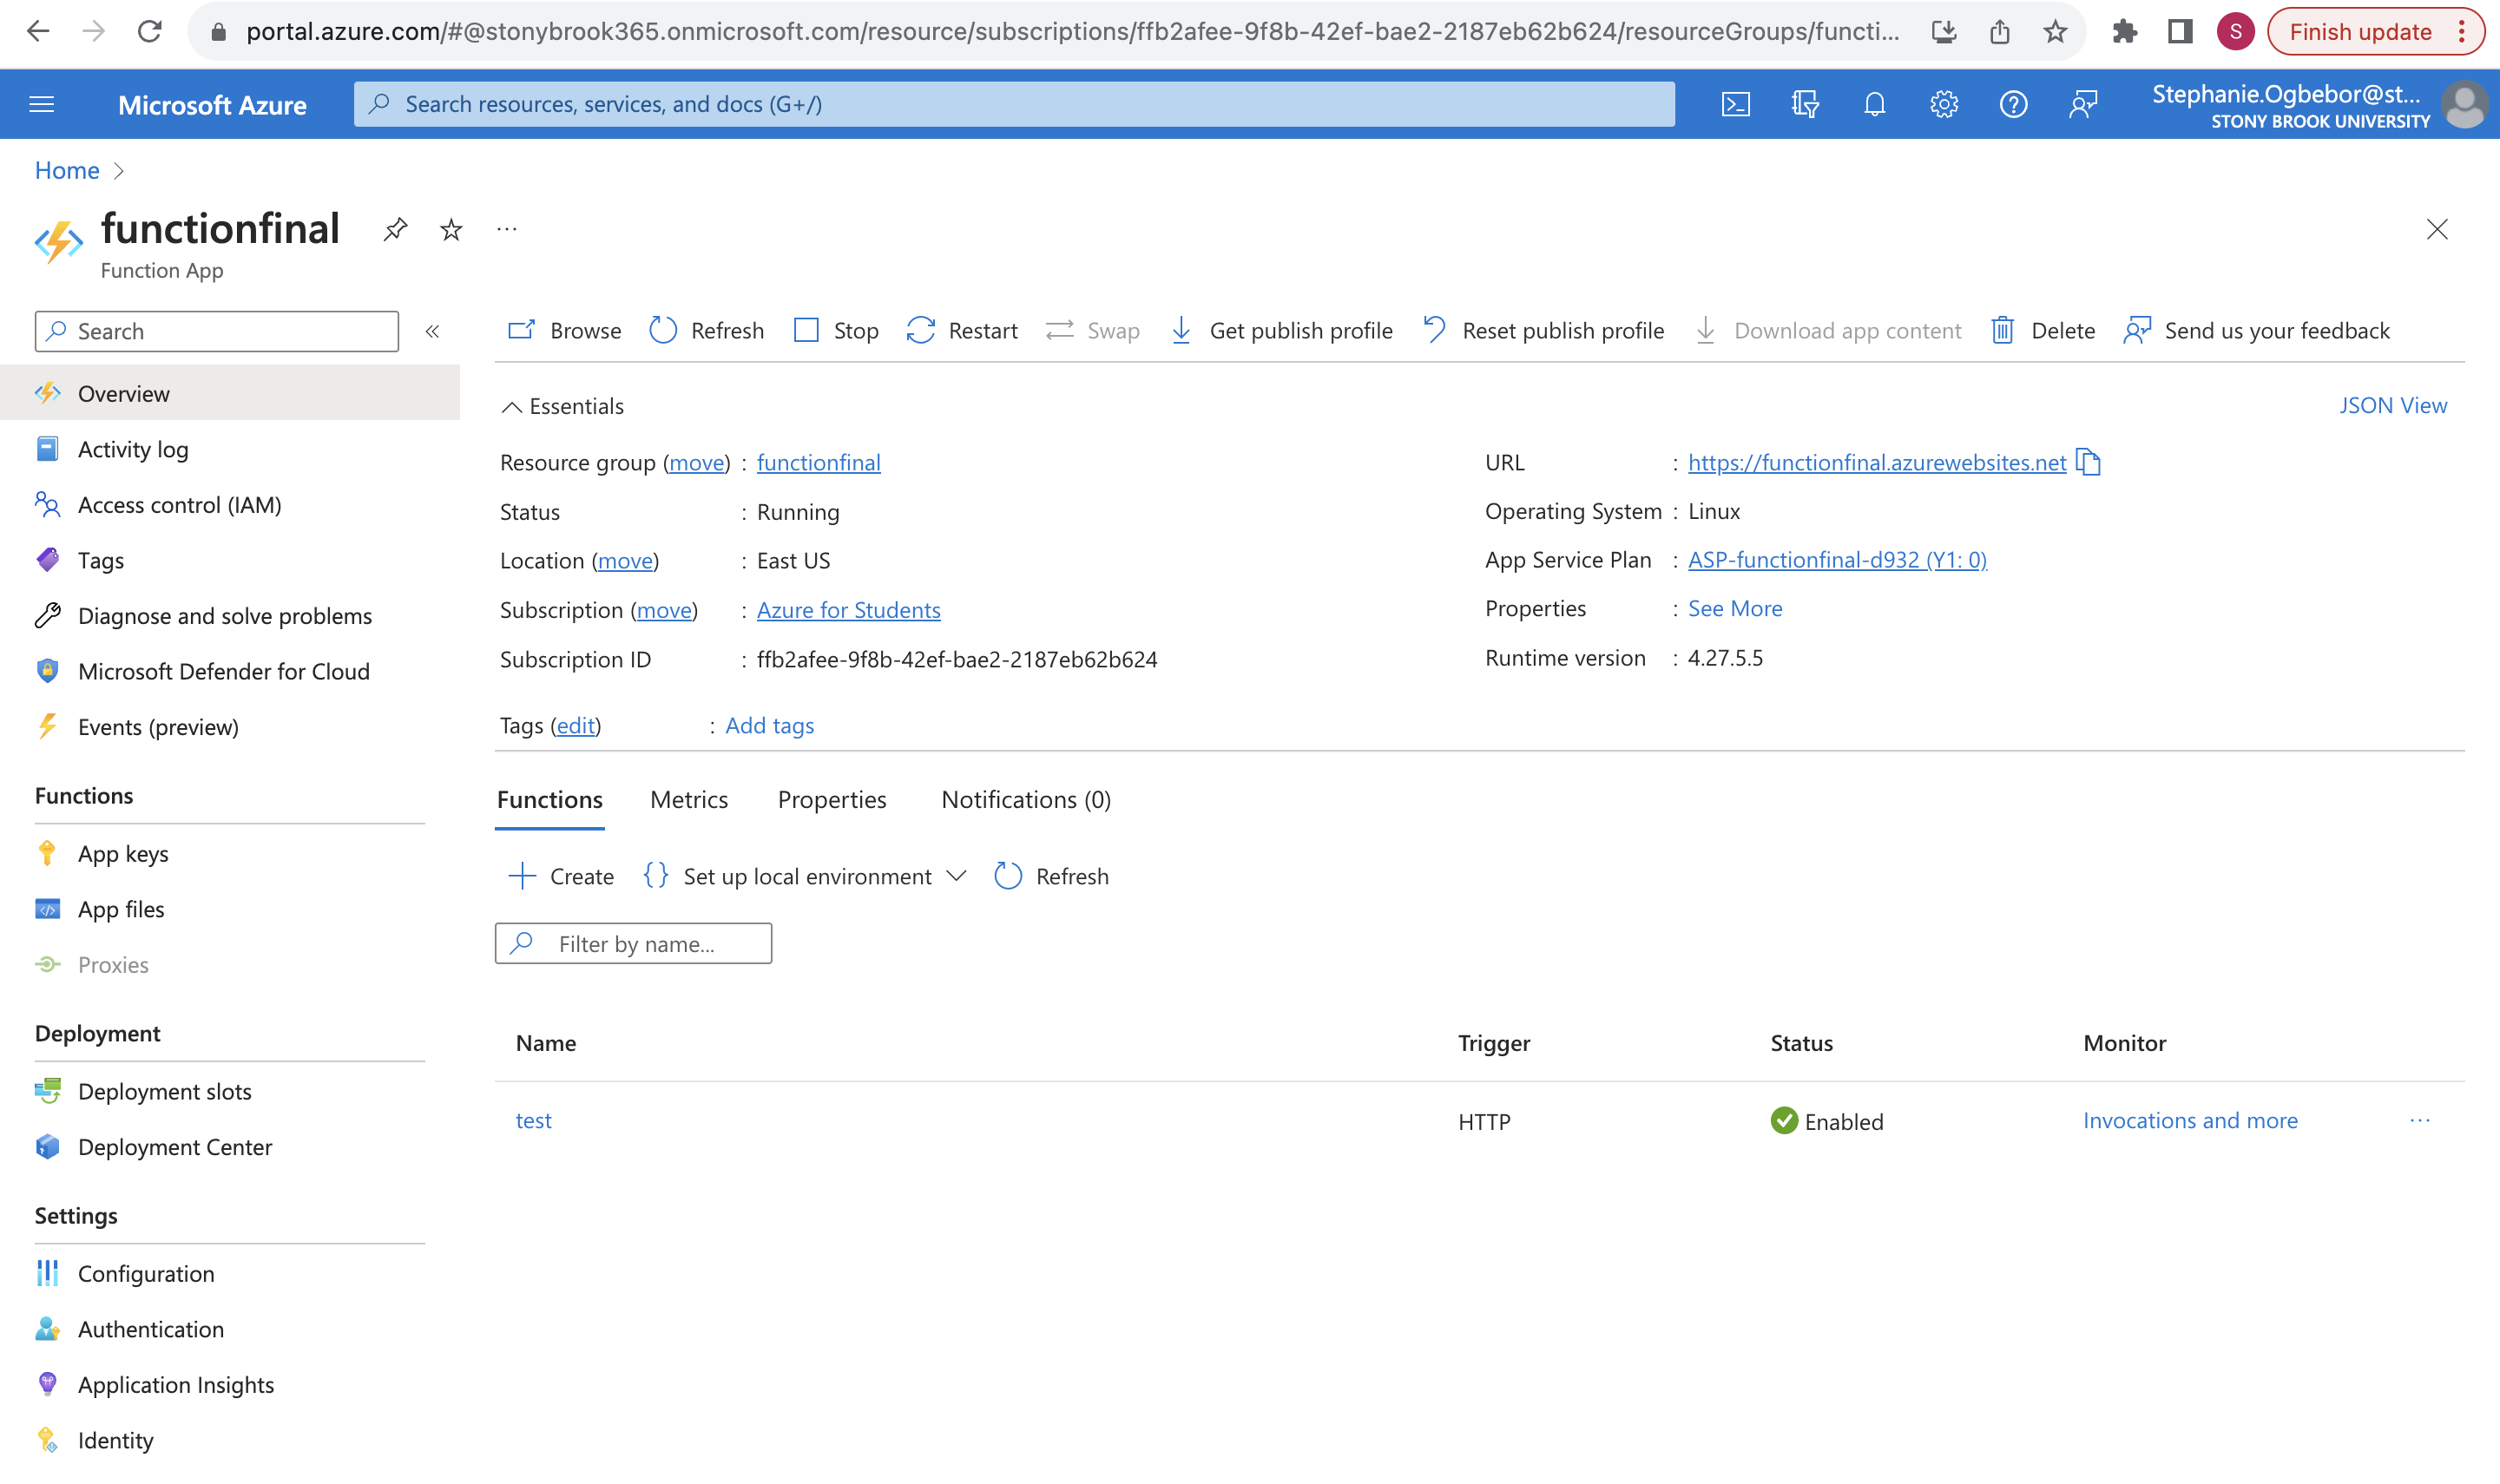 portal.azure.com/#@stonybrook365.onmicrosoft.com/resource/subscriptions/ffb2afee-9f8b-42ef-bae2-2187eb62b624/resourceGroups/functi... S Finish update
Microsoft Azure Search resources, services, and docs (G+/) Stephanie.Ogbebor@st...
STONY BROOK UNIVERSITY
Home
functionfinal
Function App
Search
Browse Refresh Stop Restart Swap Get publish profile Reset publish profile Download app content Delete Send us your feedback
Overview
Activity log
Access control (IAM)
Tags
Diagnose and solve problems
Microsoft Defender for Cloud
Events (preview)
Functions
App keys
App files
Proxies
Deployment
Deployment slots
Deployment Center
Settings
Configuration
Authentication
Application Insights
Identity
Essentials JSON View
Resource group (move) : functionfinal
Status : Running
Location (move) : East US
Subscription (move) : Azure for Students
Subscription ID : ffb2afee-9f8b-42ef-bae2-2187eb62b624
URL : https://functionfinal.azurewebsites.net
Operating System : Linux
App Service Plan : ASP-functionfinal-d932 (Y1: 0)
Properties : See More
Runtime version : 4.27.5.5
Tags (edit) : Add tags
Functions Metrics Properties Notifications (0)
Create Set up local environment Refresh
Filter by name...
Name Trigger Status Monitor
test HTTP Enabled Invocations and more ...